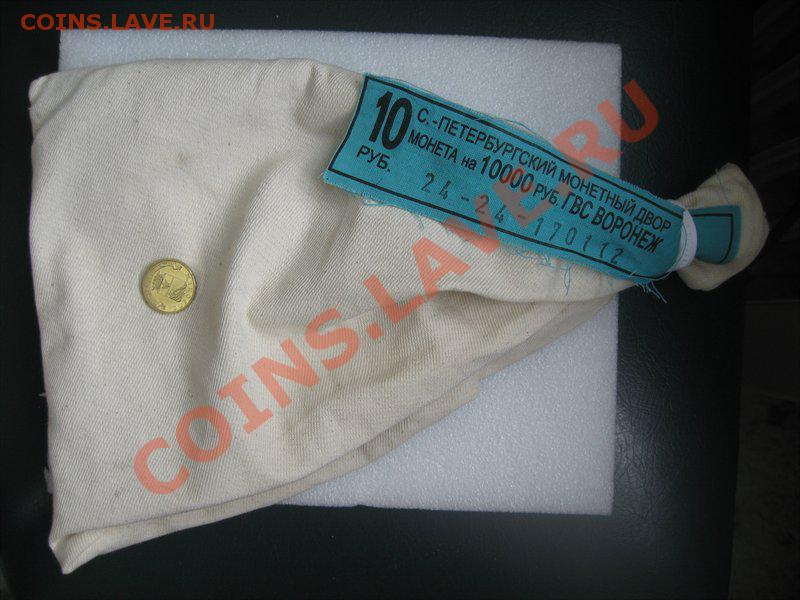 COINS.LAVE.RU
10
РУБ.
С.-ПЕТЕРБУРГСКИЙ МОНЕТНЫЙ ДВОР
МОНЕТА на 10000 РУБ. ГВС ВОРОНЕЖ
24-24-170112
COINS.LAVE.RU